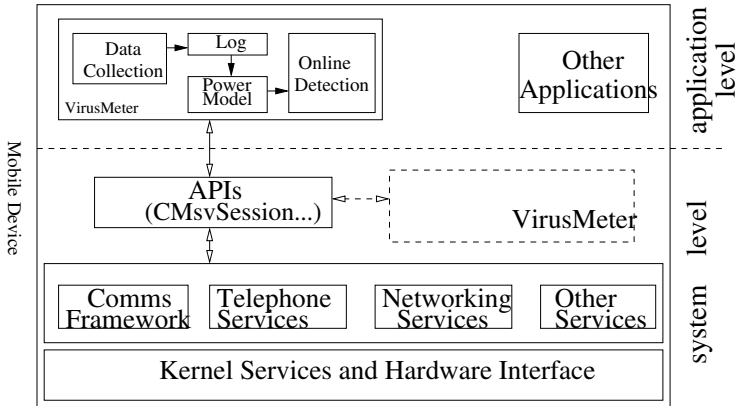 Data
Collection
Log
Power
Model
Online
Detection
VirusMeter
Other
Applications
application
level
Mobile Device
APIs
(CMsvSession...)
VirusMeter
system level
Comms
Framework
Telephone
Services
Networking
Services
Other
Services
Kernel Services and Hardware Interface